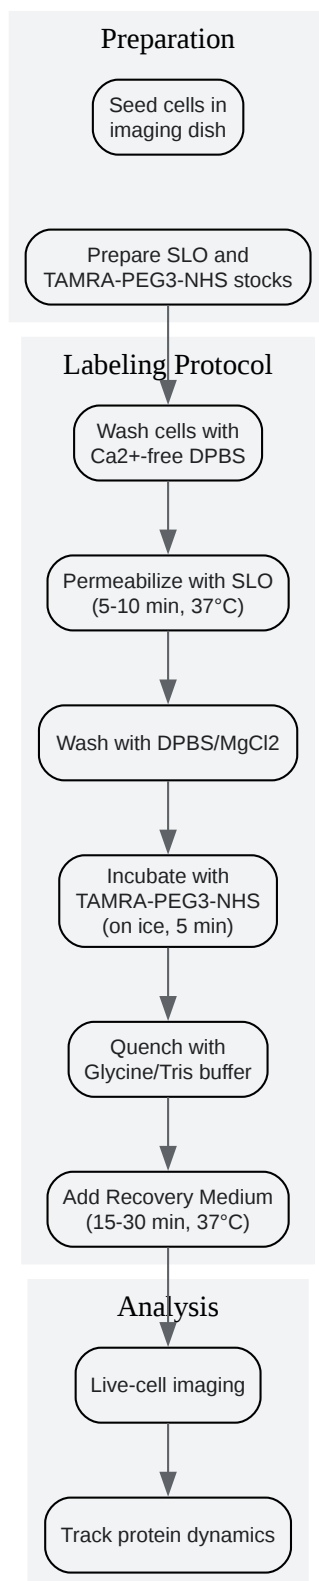 Preparation
Seed cells in
imaging dish
Prepare SLO and
TAMRA-PEG3-NHS stocks
Labeling Protocol
Wash cells with
Ca2+-free DPBS
Permeabilize with SLO
(5-10 min, 37°C)
Wash with DPBS/MgCl2
Incubate with
TAMRA-PEG3-NHS
(on ice, 5 min)
Quench with
Glycine/Tris buffer
Add Recovery Medium
(15-30 min, 37°C)
Analysis
Live-cell imaging
Track protein dynamics